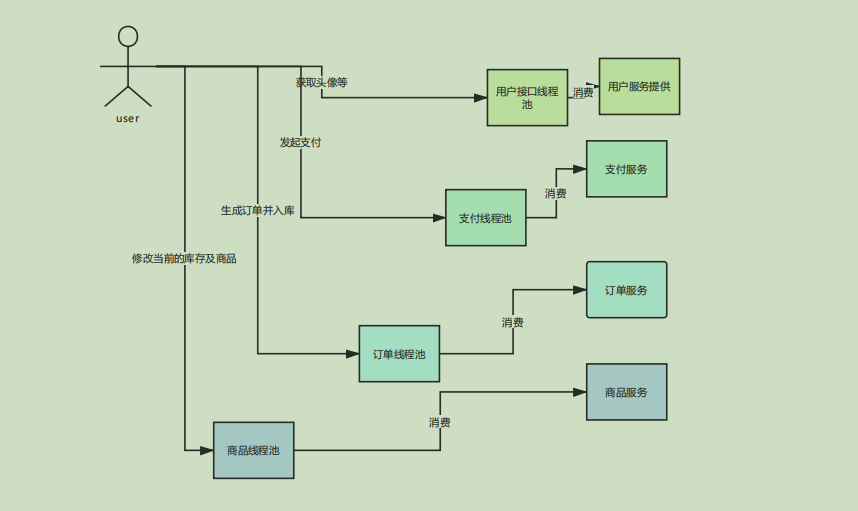 获取头像等
用户接口线程
池
消费
用户服务提供
user
发起支付
支付服务
消费
生成订单并入库
支付线程池
修改当前的库存及商品
订单服务
消费
订单线程池
商品服务
消费
商品线程池